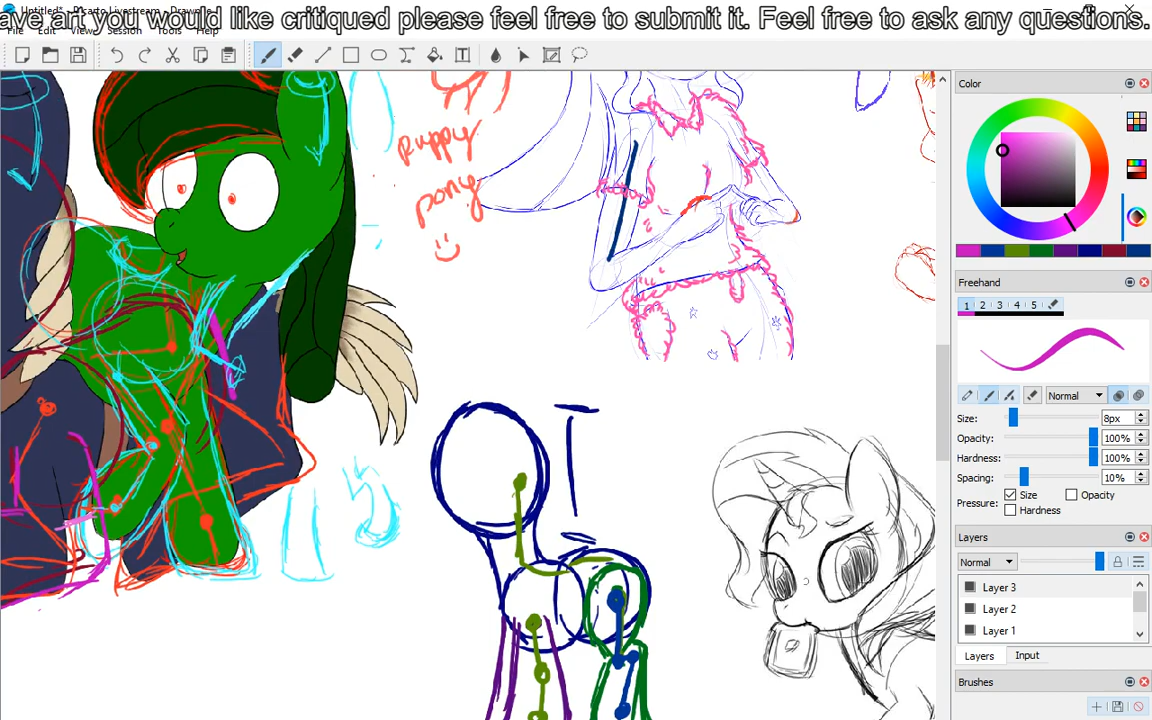 ave art you would like critiqued please feel free to submit it. Feel free to ask any questions.
File Edit View Session Tools Help
puppy
pony
Color
Freehand
1 2 3 4 5
Normal
Size: 8px
Opacity: 100%
Hardness: 100%
Spacing: 10%
Pressure: Size Opacity
Hardness
Layers
Normal
Layer 3
Layer 2
Layer 1
Layers Input
Brushes